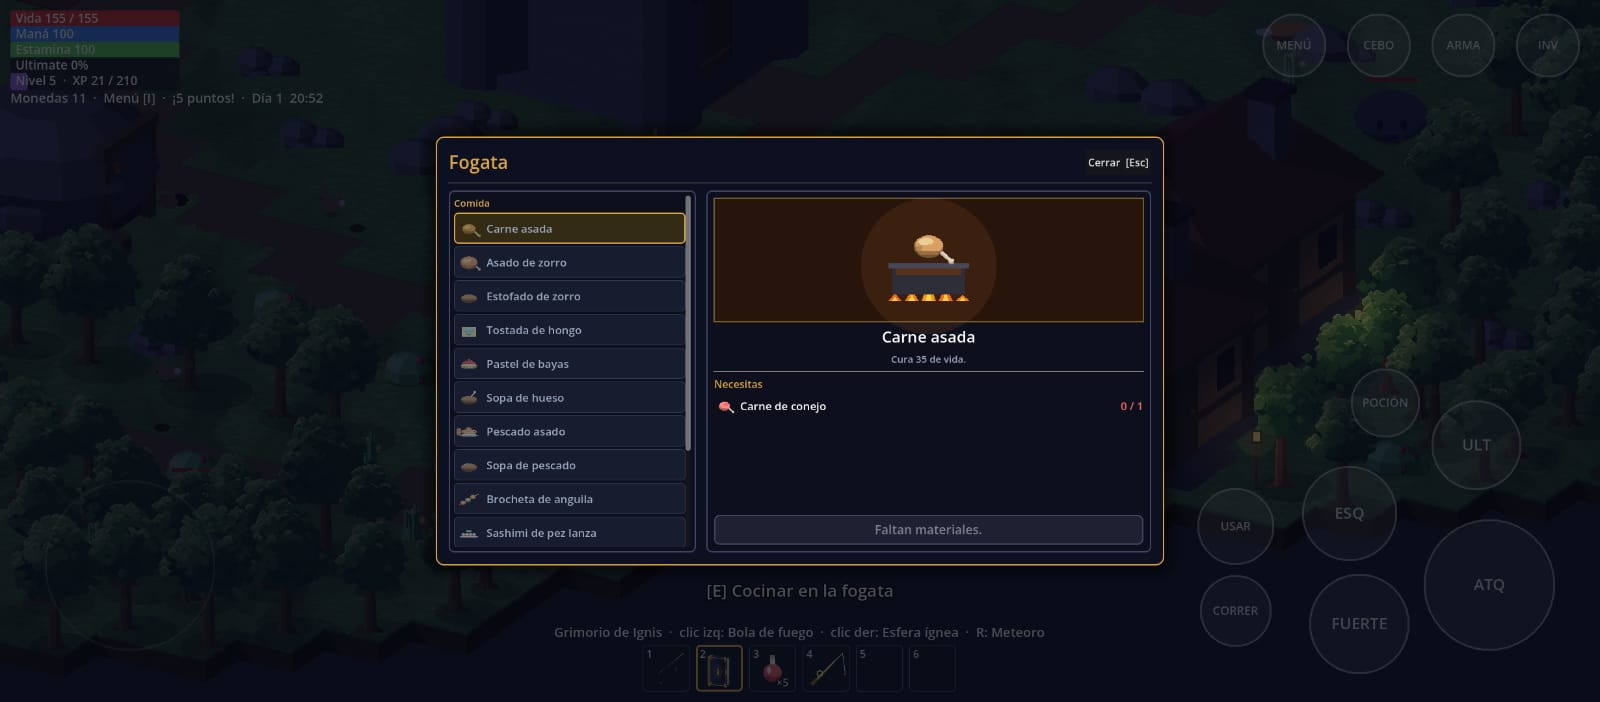 Vida 155 / 155
Maná 100
Estamina 100
Ultimate 0%
Nivel 5 · XP 21 / 210
Monedas 11 · Menú [I] · ¡5 puntos! · Día 1 20:52
MENÚ
CEBO
ARMA
INV
Fogata
Cerrar [Esc]
Comida
Carne asada
Asado de zorro
Estofado de zorro
Tostada de hongo
Pastel de bayas
Sopa de hueso
Pescado asado
Sopa de pescado
Brocheta de anguila
Sashimi de pez lanza
Carne asada
Cura 35 de vida.
Necesitas
Carne de conejo 0 / 1
Faltan materiales.
POCIÓN
ULT
USAR
ESQ
ATQ
CORRER
FUERTE
[E] Cocinar en la fogata
Grimorio de Ignis · clic izq: Bola de fuego · clic der: Esfera ígnea · R: Meteoro
1 2 3 4 5 6
×5